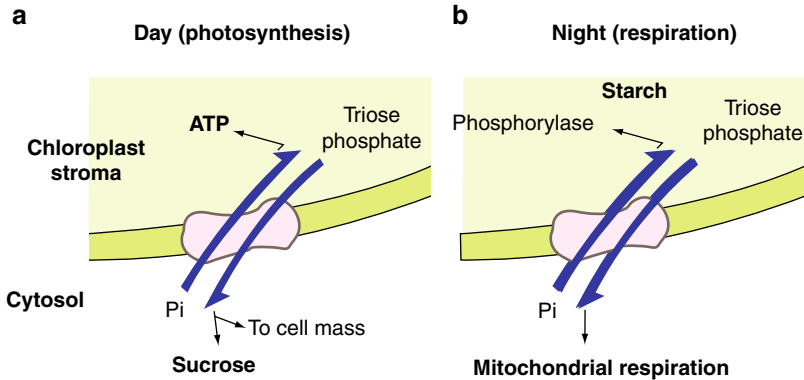 a
Day (photosynthesis)
ATP
Triose
phosphate
Chloroplast
stroma
Cytosol
Pi
To cell mass
Sucrose
b
Night (respiration)
Starch
Phosphorylase
Triose
phosphate
Pi
Mitochondrial respiration